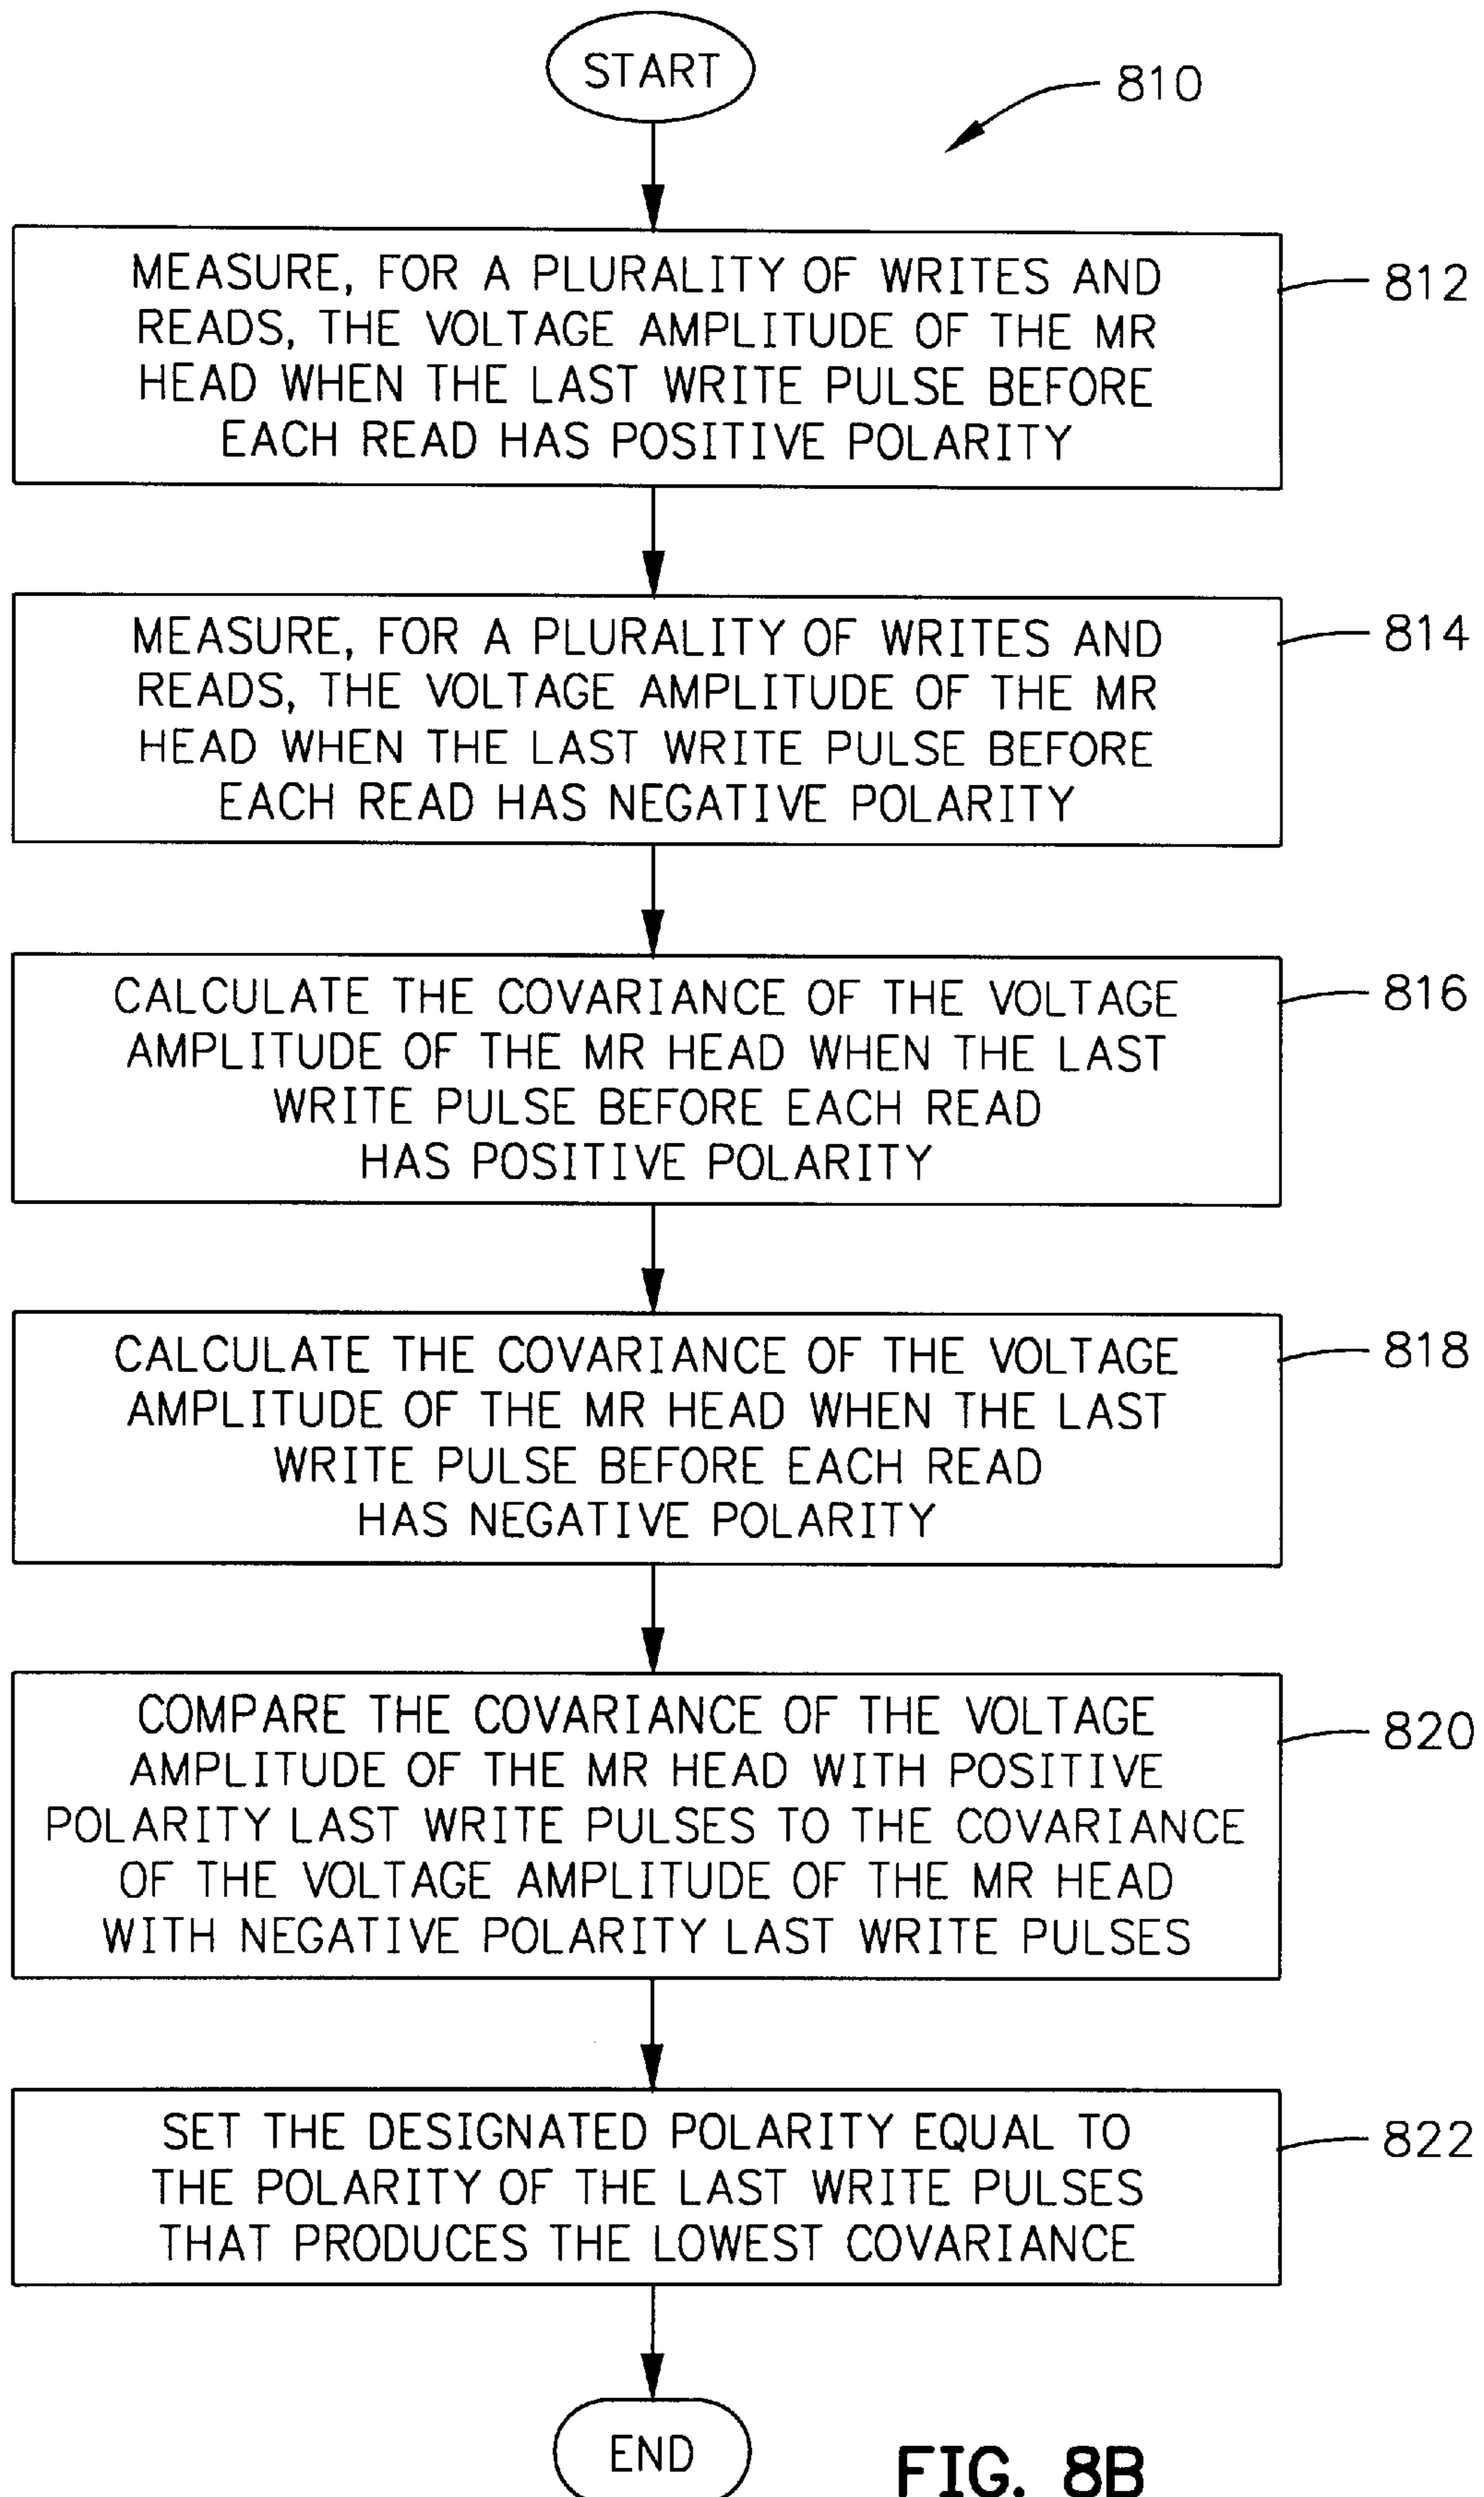 START
810
MEASURE, FOR A PLURALITY OF WRITES AND
READS, THE VOLTAGE AMPLITUDE OF THE MR
HEAD WHEN THE LAST WRITE PULSE BEFORE
EACH READ HAS POSITIVE POLARITY
812
MEASURE, FOR A PLURALITY OF WRITES AND
READS, THE VOLTAGE AMPLITUDE OF THE MR
HEAD WHEN THE LAST WRITE PULSE BEFORE
EACH READ HAS NEGATIVE POLARITY
814
CALCULATE THE COVARIANCE OF THE VOLTAGE
AMPLITUDE OF THE MR HEAD WHEN THE LAST
WRITE PULSE BEFORE EACH READ
HAS POSITIVE POLARITY
816
CALCULATE THE COVARIANCE OF THE VOLTAGE
AMPLITUDE OF THE MR HEAD WHEN THE LAST
WRITE PULSE BEFORE EACH READ
HAS NEGATIVE POLARITY
818
COMPARE THE COVARIANCE OF THE VOLTAGE
AMPLITUDE OF THE MR HEAD WITH POSITIVE
POLARITY LAST WRITE PULSES TO THE COVARIANCE
OF THE VOLTAGE AMPLITUDE OF THE MR HEAD
WITH NEGATIVE POLARITY LAST WRITE PULSES
820
SET THE DESIGNATED POLARITY EQUAL TO
THE POLARITY OF THE LAST WRITE PULSES
THAT PRODUCES THE LOWEST COVARIANCE
822
END
FIG. 8B